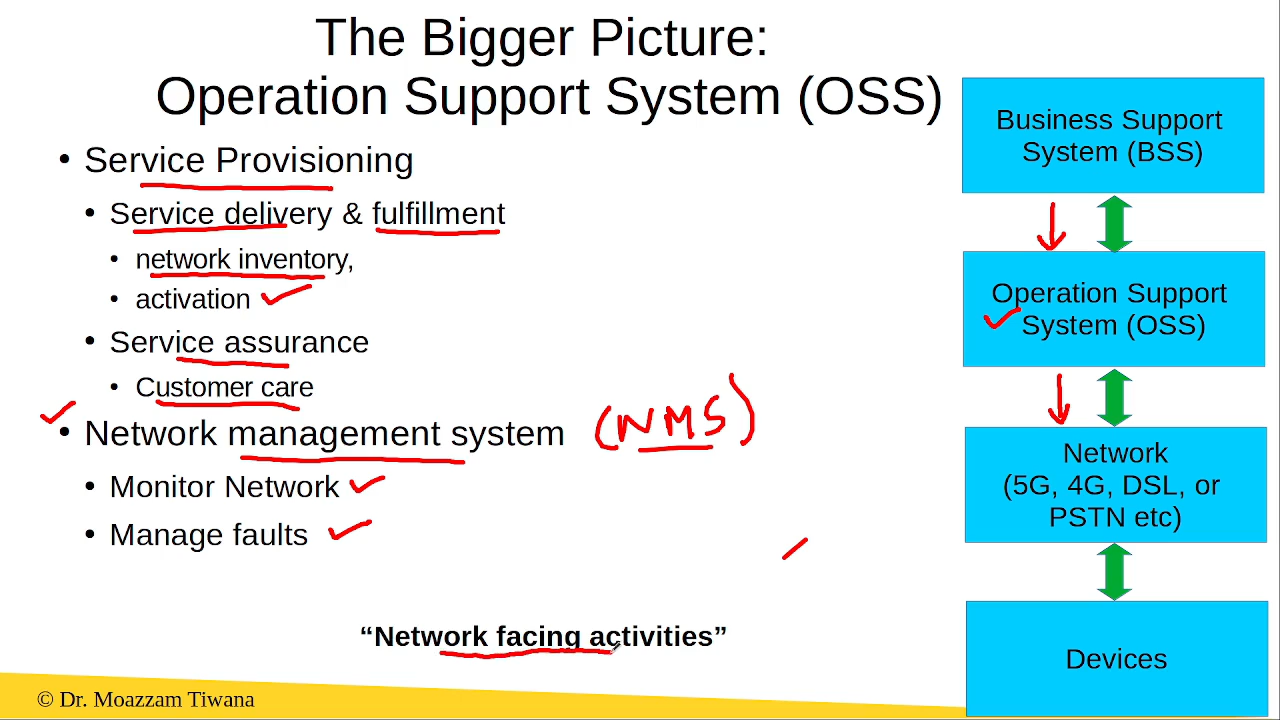 The Bigger Picture:
Operation Support System (OSS)
• Service Provisioning
• Service delivery & fulfillment
• network inventory,
• activation
• Service assurance
• Customer care
• Network management system (NMS)
• Monitor Network
• Manage faults
“Network facing activities”
© Dr. Moazzam Tiwana
Business Support
System (BSS)
Operation Support
System (OSS)
Network
(5G, 4G, DSL, or
PSTN etc)
Devices